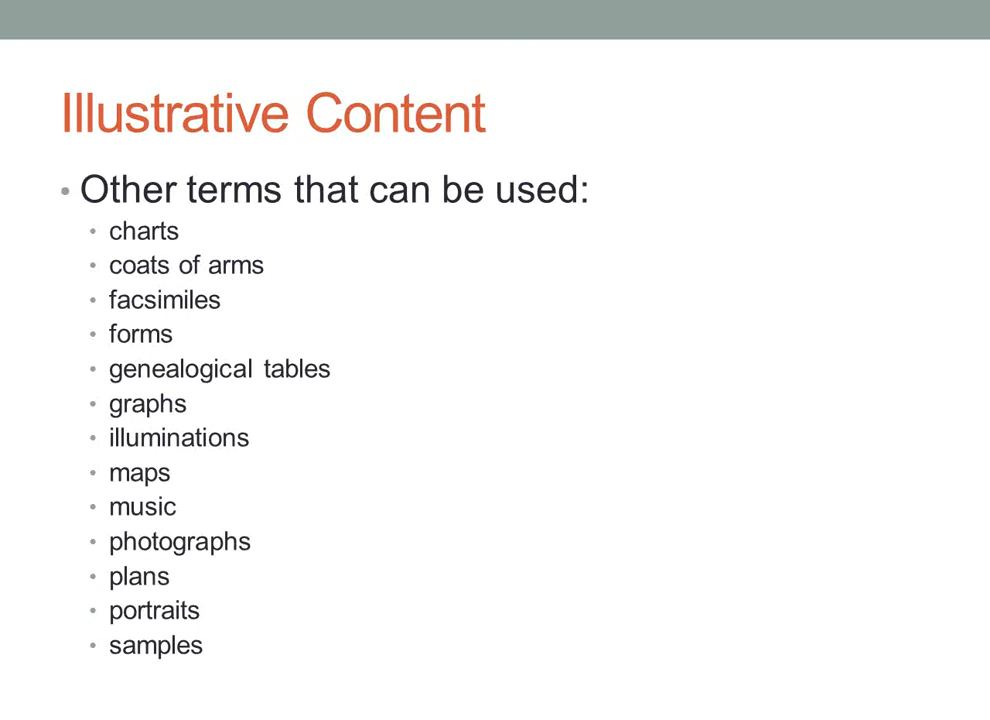 Illustrative Content
• Other terms that can be used:
• charts
• coats of arms
• facsimiles
• forms
• genealogical tables
• graphs
• illuminations
• maps
• music
• photographs
• plans
• portraits
• samples